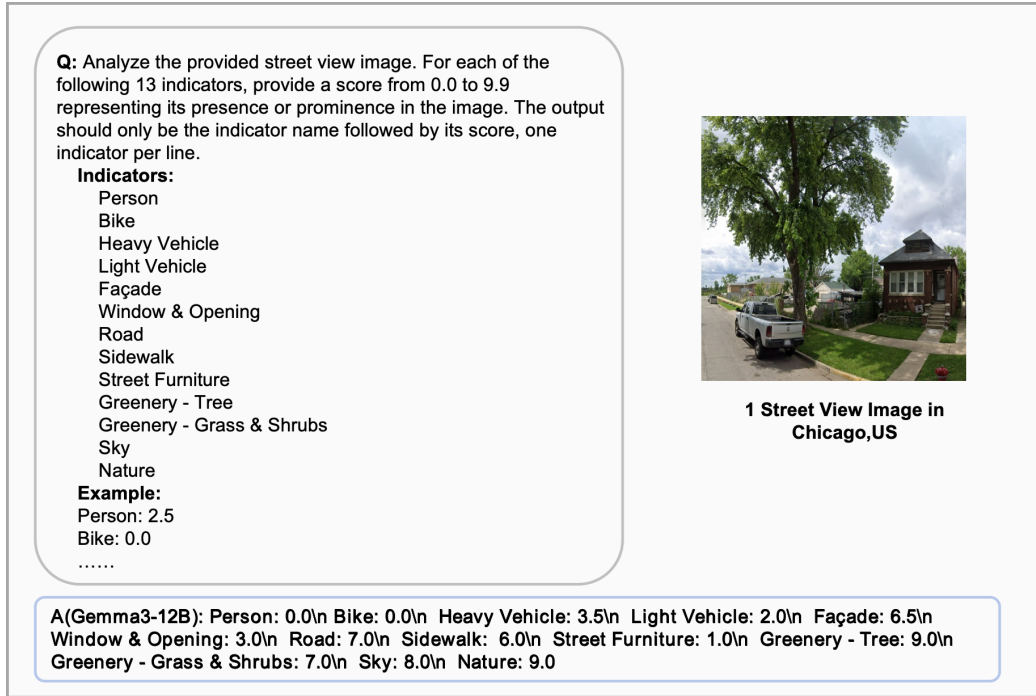 Q: Analyze the provided street view image. For each of the
following 13 indicators, provide a score from 0.0 to 9.9
representing its presence or prominence in the image. The output
should only be the indicator name followed by its score, one
indicator per line.
Indicators:
Person
Bike
Heavy Vehicle
Light Vehicle
Façade
Window & Opening
Road
Sidewalk
Street Furniture
Greenery - Tree
Greenery - Grass & Shrubs
Sky
Nature
Example:
Person: 2.5
Bike: 0.0
......
1 Street View Image in
Chicago,US
A(Gemma3-12B): Person: 0.0\n Bike: 0.0\n Heavy Vehicle: 3.5\n Light Vehicle: 2.0\n Façade: 6.5\n
Window & Opening: 3.0\n Road: 7.0\n Sidewalk: 6.0\n Street Furniture: 1.0\n Greenery - Tree: 9.0\n
Greenery - Grass & Shrubs: 7.0\n Sky: 8.0\n Nature: 9.0